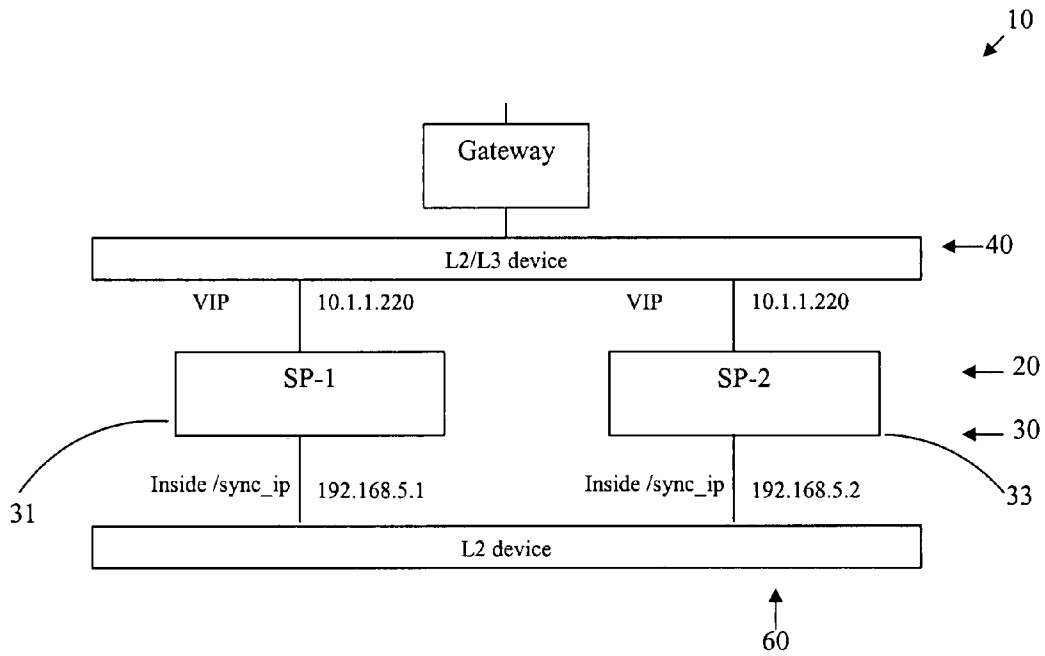 10
Gateway
L2/L3 device
40
VIP 10.1.1.220 VIP 10.1.1.220
SP-1 SP-2
20
30
Inside /sync_ip 192.168.5.1 Inside /sync_ip 192.168.5.2
31 33
L2 device
60